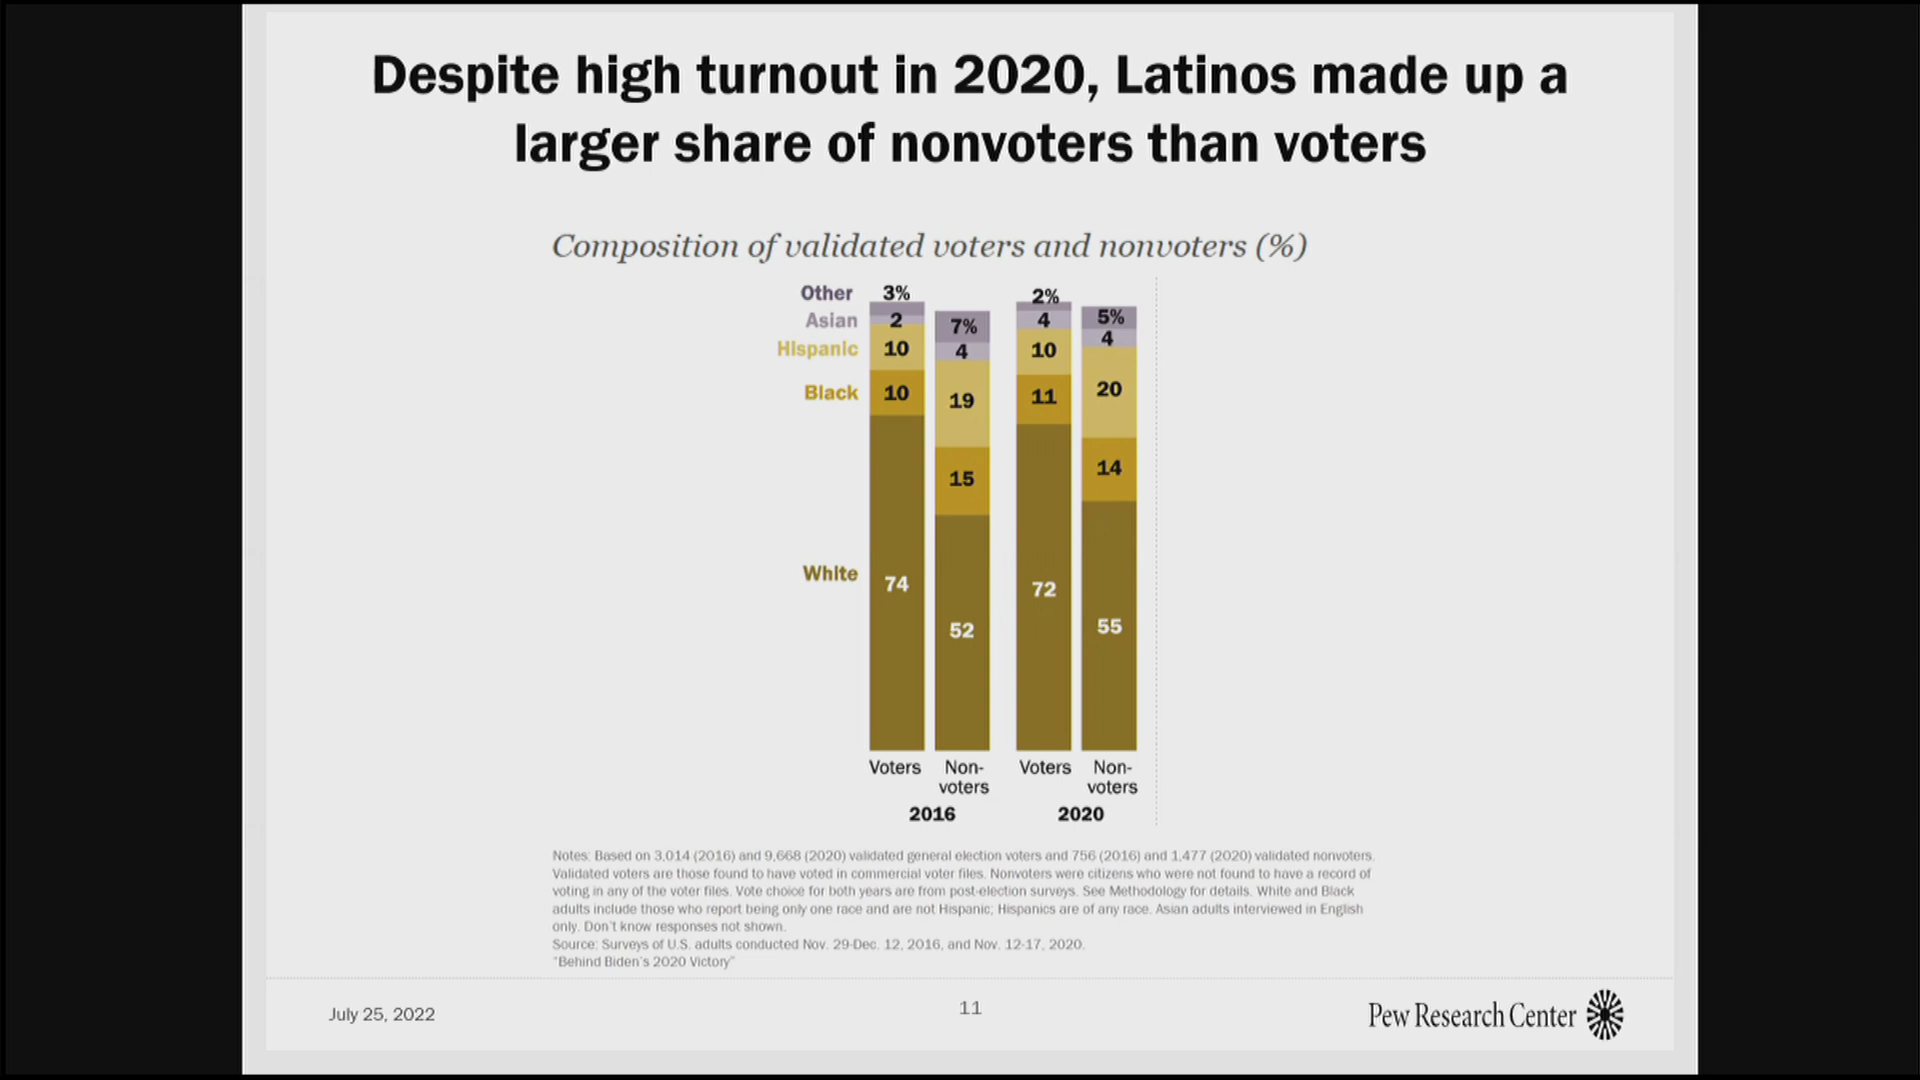 Despite high turnout in 2020, Latinos made up a
larger share of nonvoters than voters
Composition of validated voters and nonvoters (%)
Other 3% 2%
Asian 2 7% 4 5%
Hispanic 10 4 10 4
Black 10 19 11 20
15 14
White 74 52 72 55
Voters Non- Voters Non-
voters voters
2016 2020
Notes: Based on 3,014 (2016) and 9,668 (2020) validated general election voters and 756 (2016) and 1,477 (2020) validated nonvoters.
Validated voters are those found to have voted in commercial voter files. Nonvoters were citizens who were not found to have a record of
voting in any of the voter files. Vote choice for both years are from post-election surveys. See Methodology for details. White and Black
adults include those who report being only one race and are not Hispanic; Hispanics are of any race. Asian adults interviewed in English
only. Don't know responses not shown.
Source: Surveys of U.S. adults conducted Nov. 29-Dec. 12, 2016, and Nov. 12-17, 2020.
"Behind Biden's 2020 Victory"
July 25, 2022
11
Pew Research Center